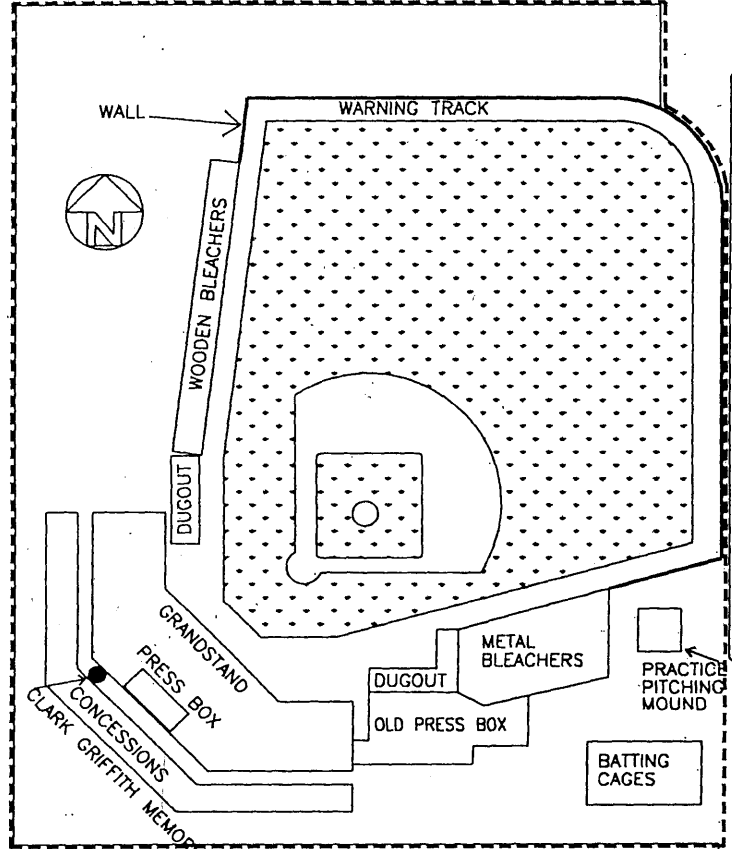 WARNING TRACK
WALL
N
WOODEN BLEACHERS
DUGOUT
GRANDSTAND
PRESS BOX
CONCESSIONS
CLARK GRIFFITH MEMOR
METAL
BLEACHERS
DUGOUT
OLD PRESS BOX
PRACTICE
PITCHING
MOUND
BATTING
CAGES